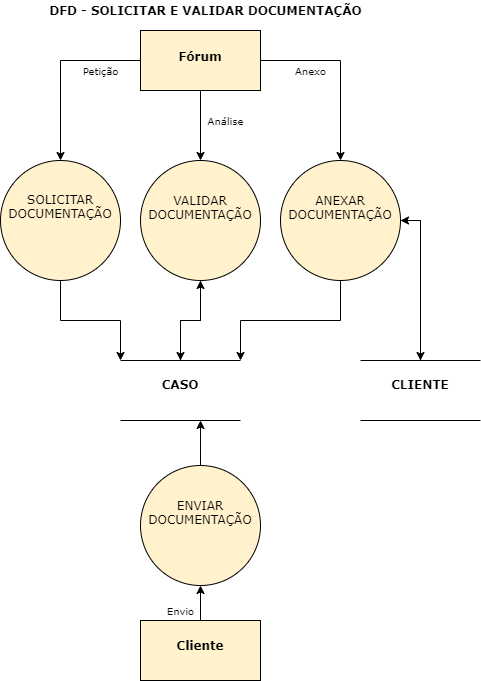 DFD - SOLICITAR E VALIDAR DOCUMENTAÇÃO
Fórum
Petição
Anexo
Análise
SOLICITAR
DOCUMENTAÇÃO
VALIDAR
DOCUMENTAÇÃO
ANEXAR
DOCUMENTAÇÃO
CASO
CLIENTE
ENVIAR
DOCUMENTAÇÃO
Envio
Cliente